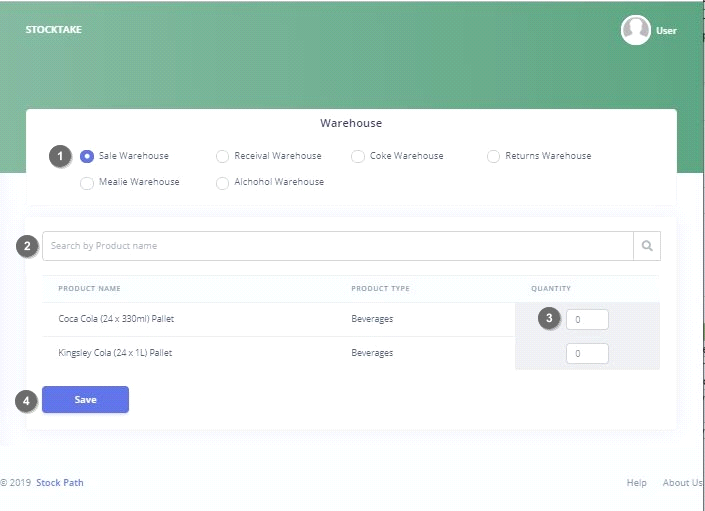 STOCKTAKE
User
Warehouse
1 Sale Warehouse Receival Warehouse Coke Warehouse Returns Warehouse
Mealie Warehouse Alchohol Warehouse
2 Search by Product name
PRODUCT NAME PRODUCT TYPE QUANTITY
Coca Cola (24 x 330ml) Pallet Beverages 3 0
Kingsley Cola (24 x 1L) Pallet Beverages 0
4 Save
© 2019 Stock Path Help About Us